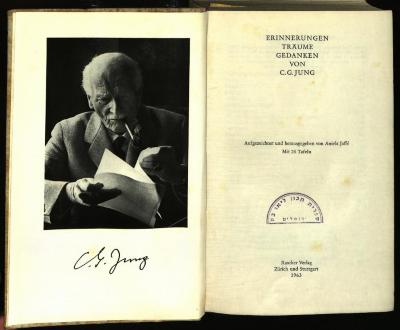 C. G. Jung
ERINNERUNGEN
TRÄUME
GEDANKEN
VON
C. G. JUNG
Aufgezeichnet und herausgegeben von Aniela Jaffé
Mit 26 Tafeln
ירושלים
Rascher Verlag
Zürich und Stuttgart
1963